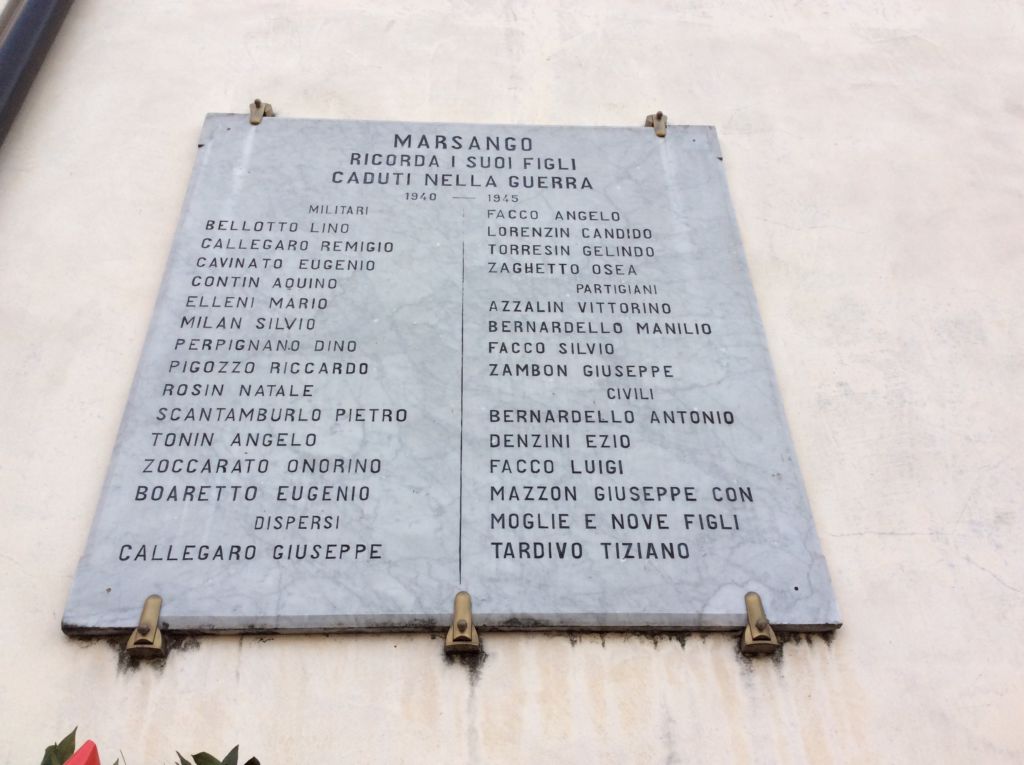 MARSANGO
RICORDA I SUOI FIGLI
CADUTI NELLA GUERRA
1940 — 1945
MILITARI
BELLOTTO LINO
CALLEGARO REMIGIO
CAVINATO EUGENIO
CONTIN AQUINO
ELLENI MARIO
MILAN SILVIO
PERPIGNANO DINO
PIGOZZO RICCARDO
ROSIN NATALE
SCANTAMBURLO PIETRO
TONIN ANGELO
ZOCCARATO ONORINO
BOARETTO EUGENIO
DISPERSI
CALLEGARO GIUSEPPE
FACCO ANGELO
LORENZIN CANDIDO
TORRESIN GELINDO
ZAGHETTO OSEA
PARTIGIANI
AZZALIN VITTORINO
BERNARDELLO MANILIO
FACCO SILVIO
ZAMBON GIUSEPPE
CIVILI
BERNARDELLO ANTONIO
DENZINI EZIO
FACCO LUIGI
MAZZON GIUSEPPE CON
MOGLIE E NOVE FIGLI
TARDIVO TIZIANO